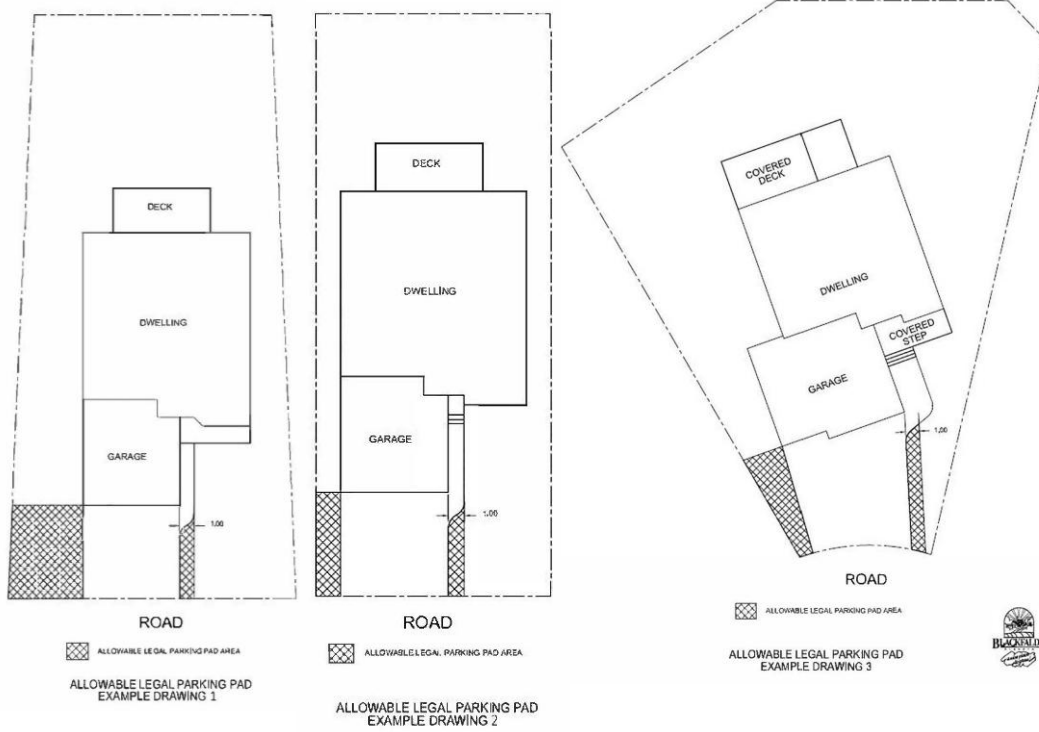 DECK
DWELLING
GARAGE
1.00
ROAD
ALLOWABLE LEGAL PARKING PAD AREA
ALLOWABLE LEGAL PARKING PAD
EXAMPLE DRAWING 1
DECK
DWELLING
GARAGE
1.00
ROAD
ALLOWABLE LEGAL PARKING PAD AREA
ALLOWABLE LEGAL PARKING PAD
EXAMPLE DRAWING 2
COVERED
DECK
DWELLING
COVERED
STEP
GARAGE
1.00
ROAD
ALLOWABLE LEGAL PARKING PAD AREA
ALLOWABLE LEGAL PARKING PAD
EXAMPLE DRAWING 3